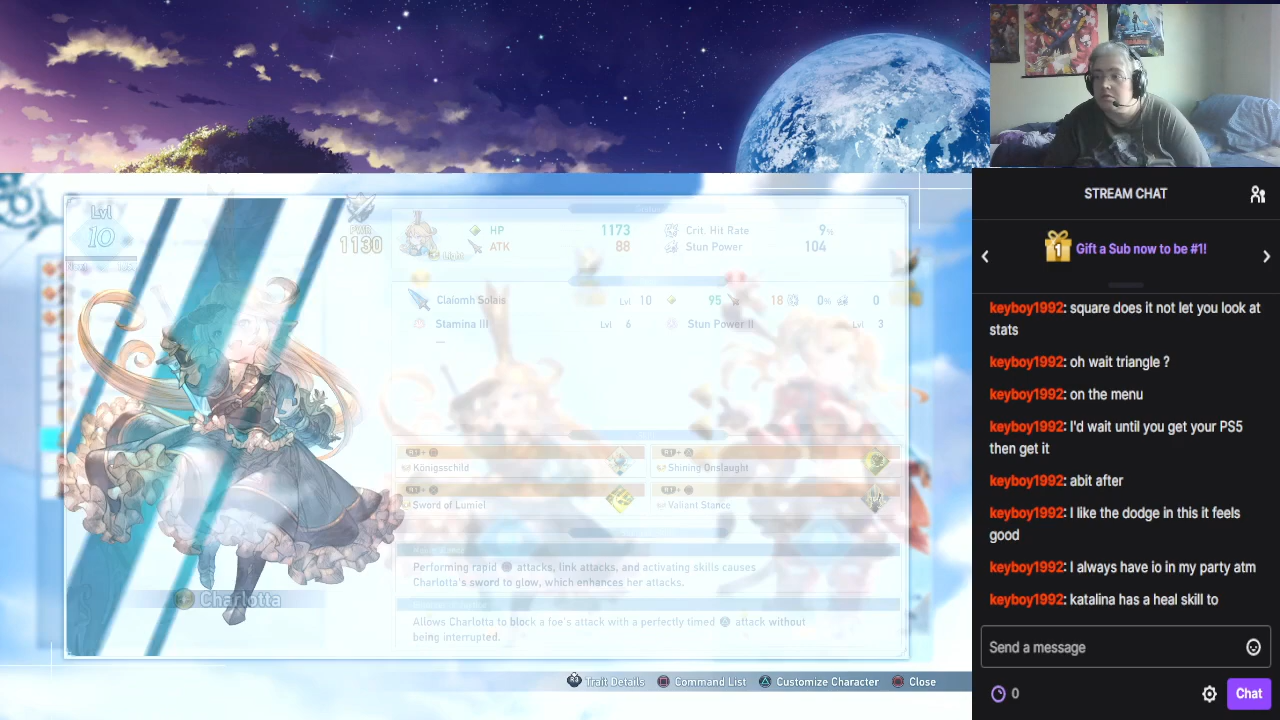 Lvl
10
PWR
1130
HP 1173
ATK 88
Crit. Hit Rate 9%
Stun Power 104
Claíomh Solais Lvl 10 95 18 0% 0
Stamina III Lvl 6
Stun Power II Lvl 3
—
Königsschild
Shining Onslaught
Sword of Lumiel
Valiant Stance
Performing rapid attacks, link attacks, and activating skills causes
Charlotta's sword to glow, which enhances her attacks.
Allows Charlotta to block a foe's attack with a perfectly timed attack without
being interrupted.
Charlotta
Trait Details Command List Customize Character Close
STREAM CHAT
1 Gift a Sub now to be #1!
keyboy1992: square does it not let you look at
stats
keyboy1992: oh wait triangle ?
keyboy1992: on the menu
keyboy1992: I'd wait until you get your PS5
then get it
keyboy1992: abit after
keyboy1992: I like the dodge in this it feels
good
keyboy1992: I always have io in my party atm
keyboy1992: katalina has a heal skill to
Send a message
0
Chat